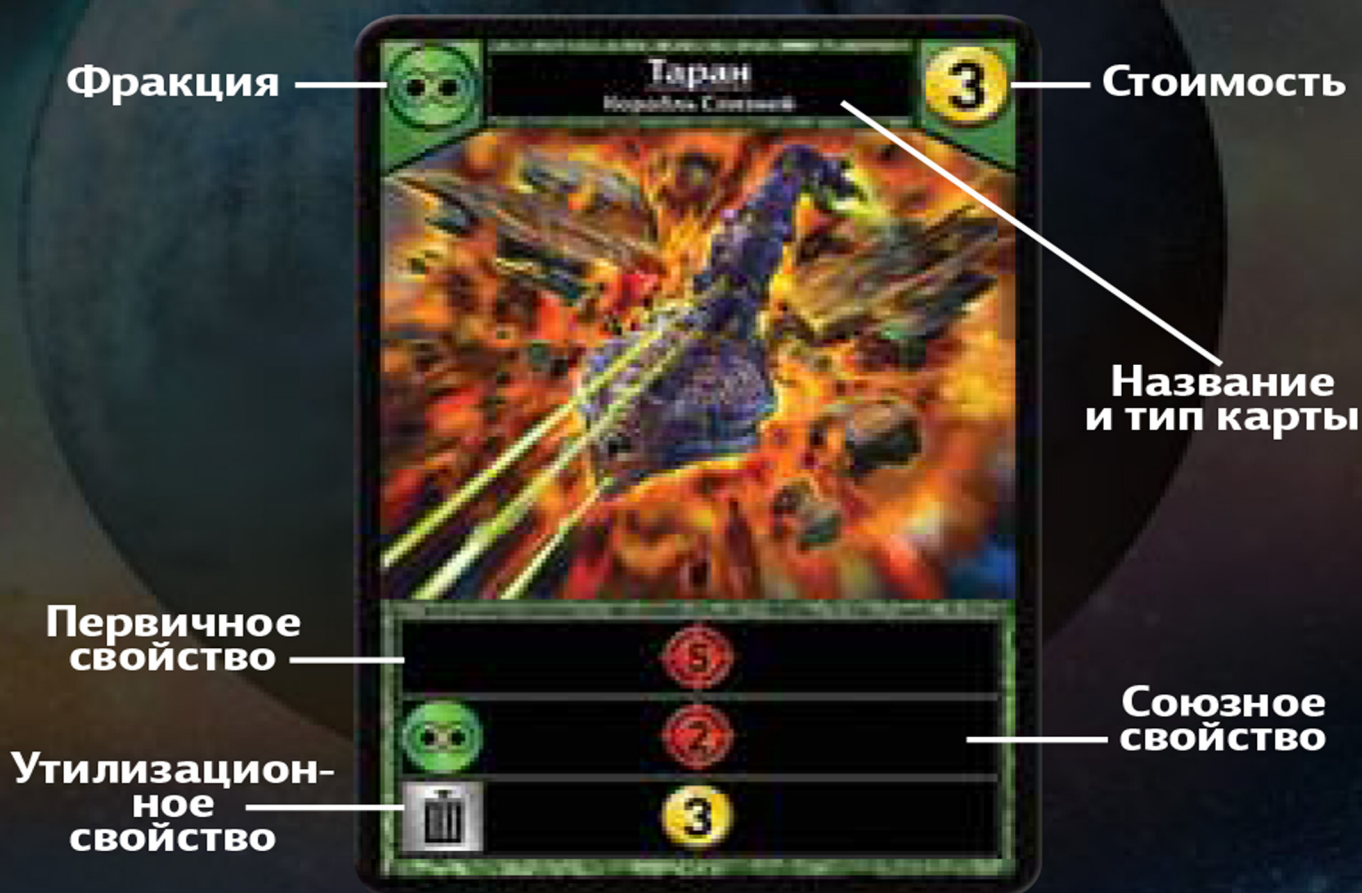 Фракция
Таран
Корабль Слизней
3
Стоимость
Название
и тип карты
Первичное
свойство
5
2
Союзное
свойство
Утилизацион-
ное
свойство
3